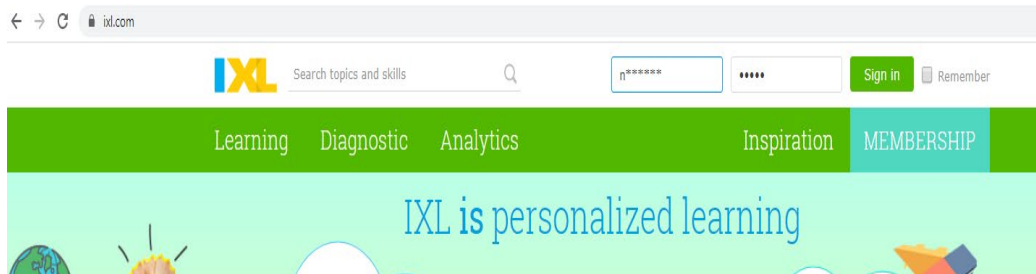 ixl.com
IXL Search topics and skills n****** ••••• Sign in Remember
Learning Diagnostic Analytics Inspiration MEMBERSHIP
IXL is personalized learning